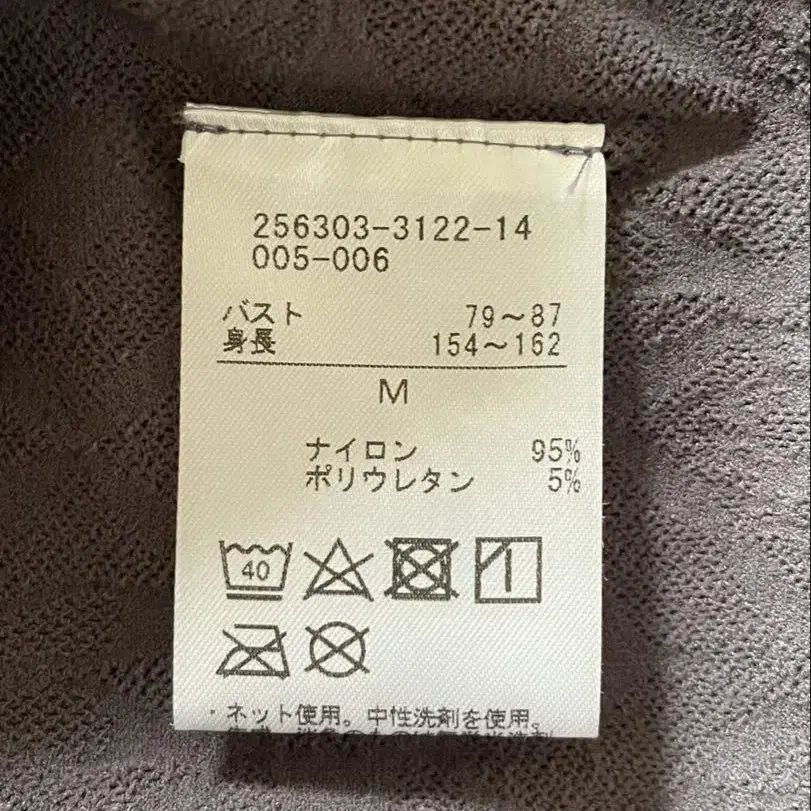 256303-3122-14
005-006
バスト 79～87
身長 154～162
M
ナイロン 95%
ポリウレタン 5%
40
・ネット使用。中性洗剤を使用。